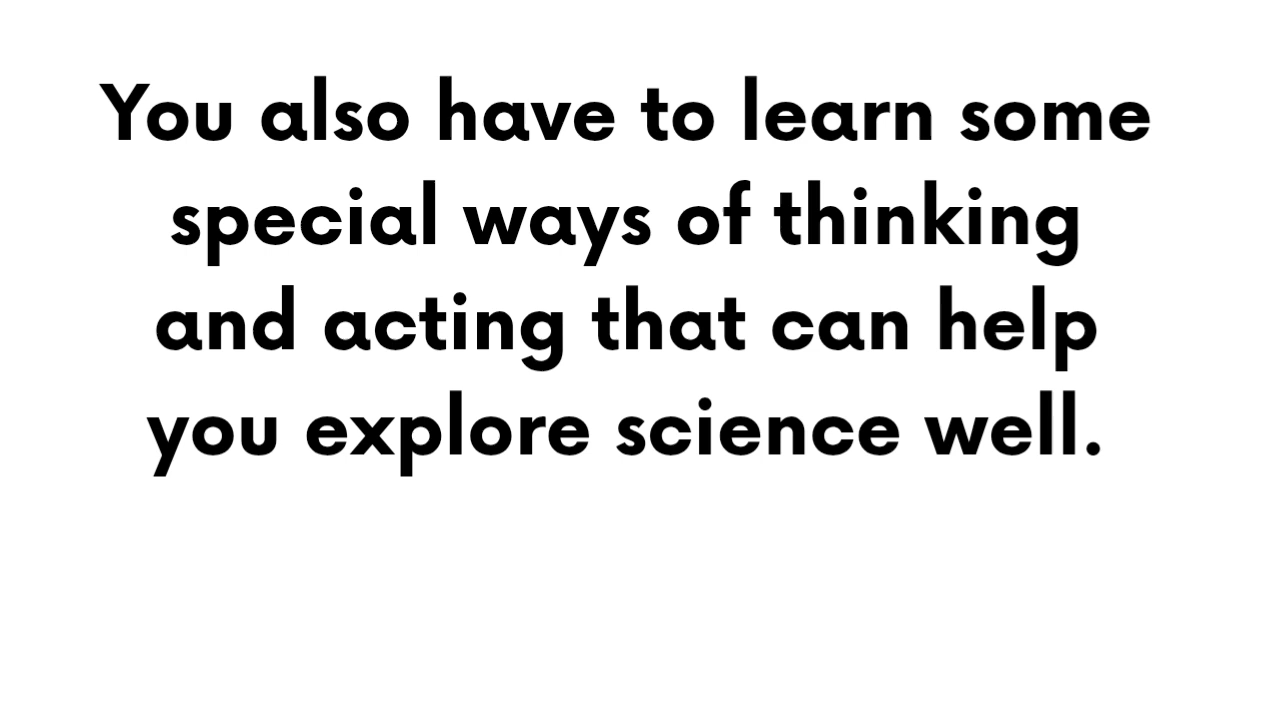 You also have to learn some
special ways of thinking
and acting that can help
you explore science well.